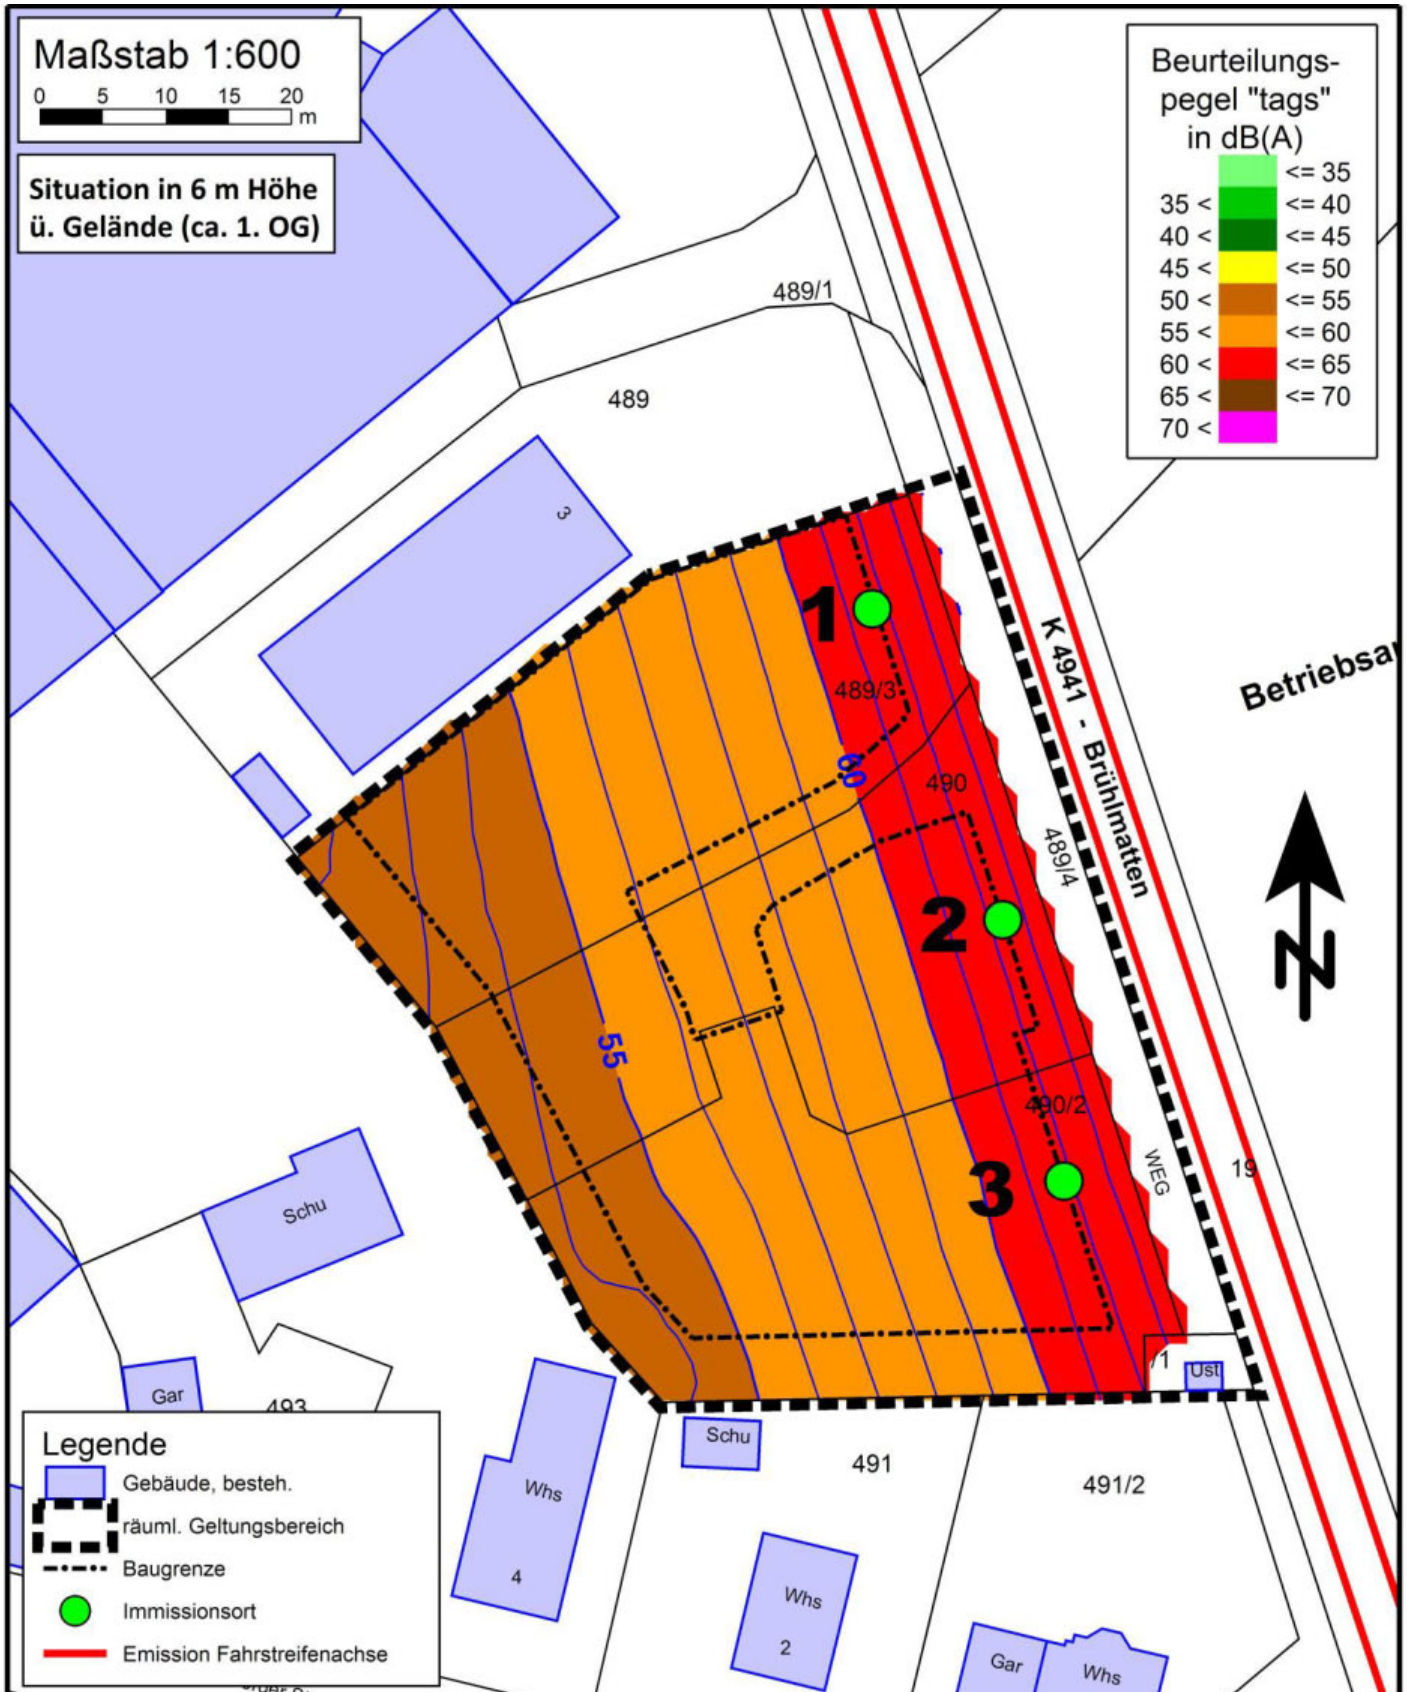 Maßstab 1:600
0 5 10 15 20
m
Situation in 6 m Höhe
ü. Gelände (ca. 1. OG)
Beurteilungs-
pegel "tags"
in dB(A)
<= 35
35 < <= 40
40 < <= 45
45 < <= 50
50 < <= 55
55 < <= 60
60 < <= 65
65 < <= 70
70 <
489/1
489
3
1
489/3
60
490
K 4941 - Brühlmatten
Betriebsar
489/4
2
N
55
490/2
3
WEG
19
Schu
/1
Ust
Gar
493
Schu
491
491/2
Whs
4
Whs
2
Gar
Whs
Legende
Gebäude, besteh.
räuml. Geltungsbereich
Baugrenze
Immissionsort
Emission Fahrstreifenachse